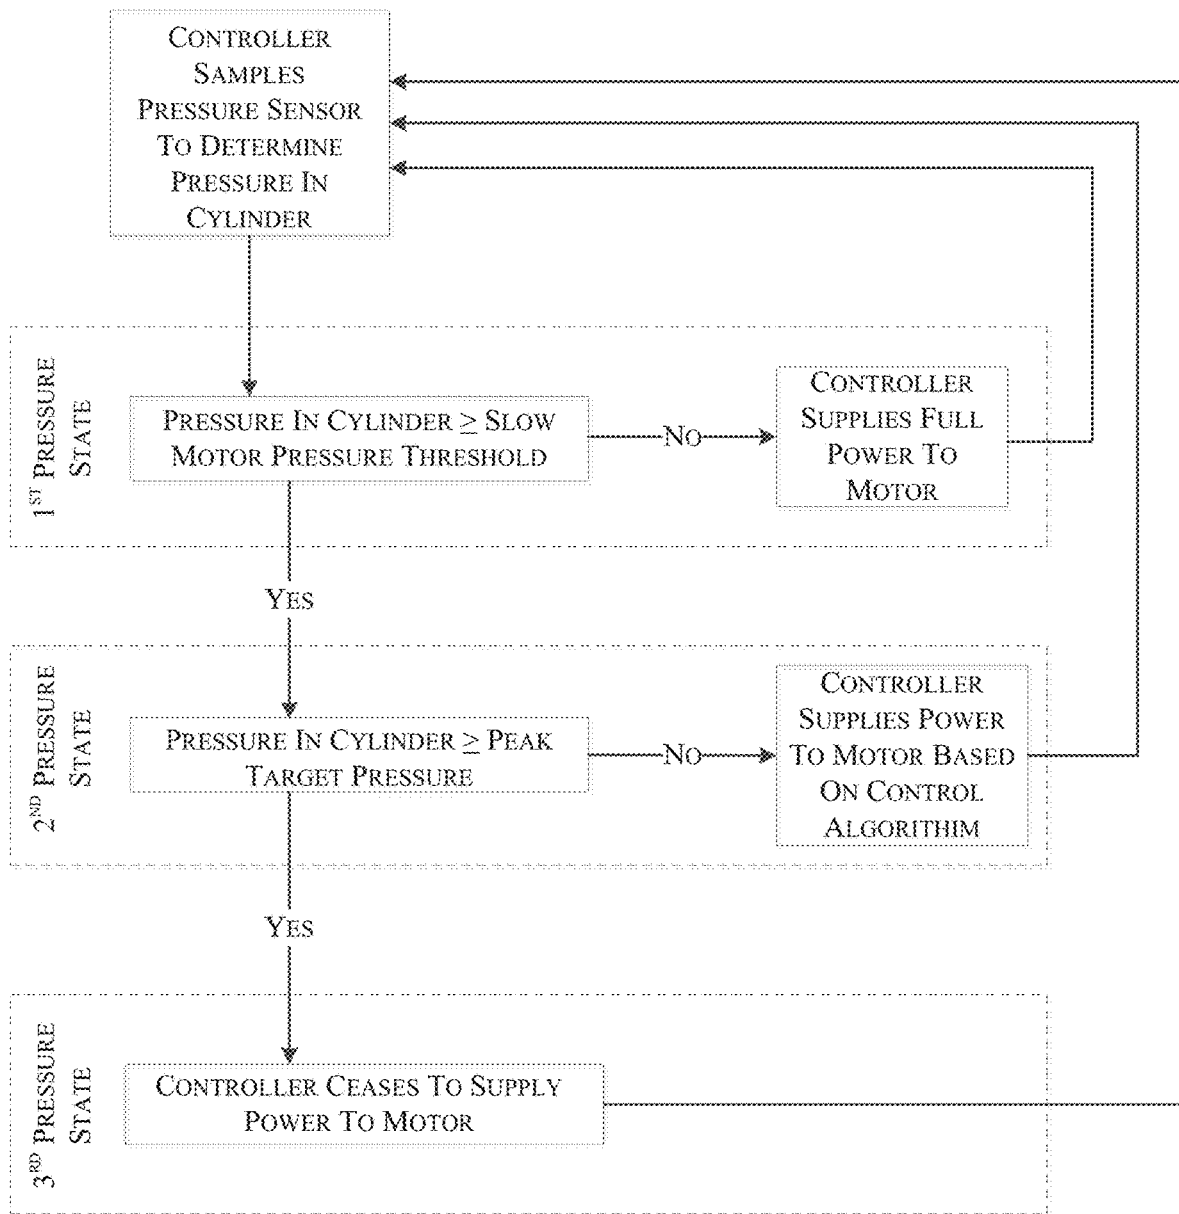 CONTROLLER
SAMPLES
PRESSURE SENSOR
TO DETERMINE
PRESSURE IN
CYLINDER
1ST PRESSURE
STATE
PRESSURE IN CYLINDER ≥ SLOW
MOTOR PRESSURE THRESHOLD
NO
CONTROLLER
SUPPLIES FULL
POWER TO
MOTOR
YES
2ND PRESSURE
STATE
PRESSURE IN CYLINDER ≥ PEAK
TARGET PRESSURE
NO
CONTROLLER
SUPPLIES POWER
TO MOTOR BASED
ON CONTROL
ALGORITHIM
YES
3RD PRESSURE
STATE
CONTROLLER CEASES TO SUPPLY
POWER TO MOTOR